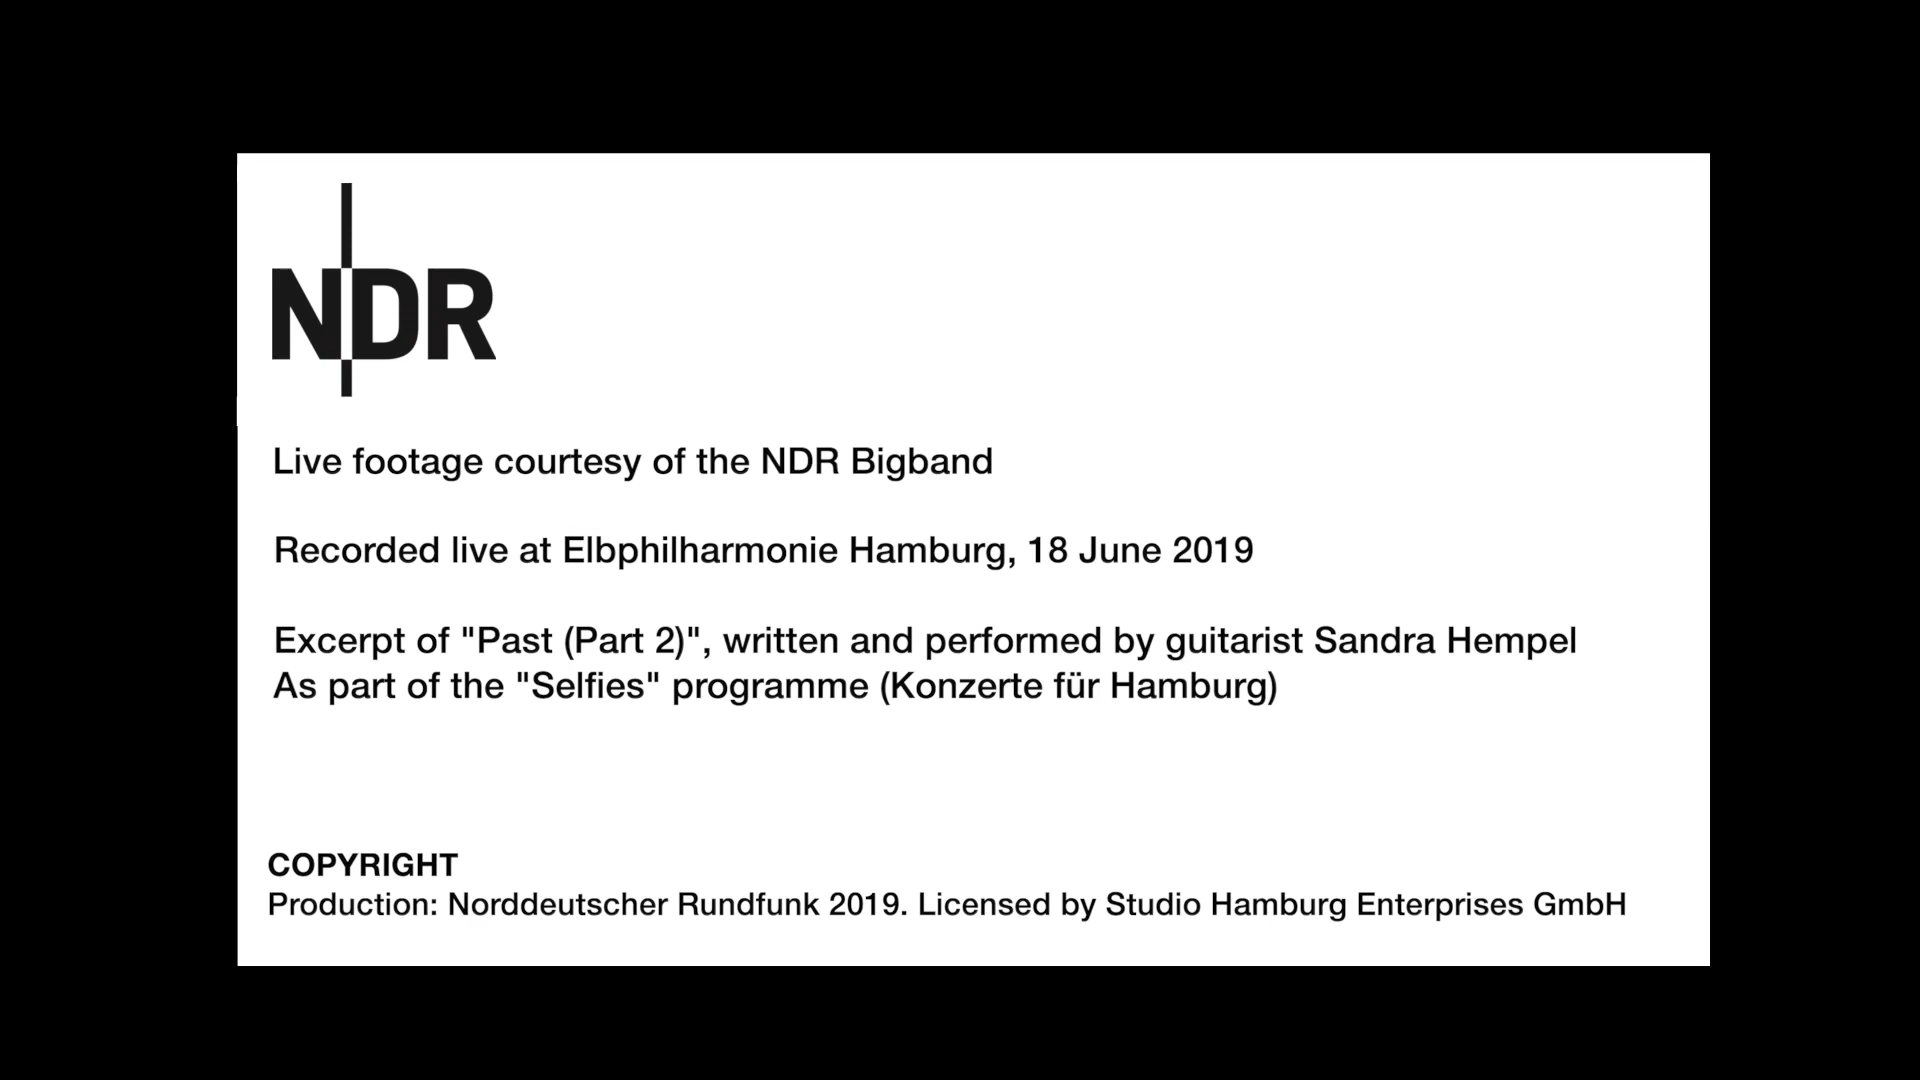 NDR
Live footage courtesy of the NDR Bigband
Recorded live at Elbphilharmonie Hamburg, 18 June 2019
Excerpt of "Past (Part 2)", written and performed by guitarist Sandra Hempel
As part of the "Selfies" programme (Konzerte für Hamburg)
COPYRIGHT
Production: Norddeutscher Rundfunk 2019. Licensed by Studio Hamburg Enterprises GmbH